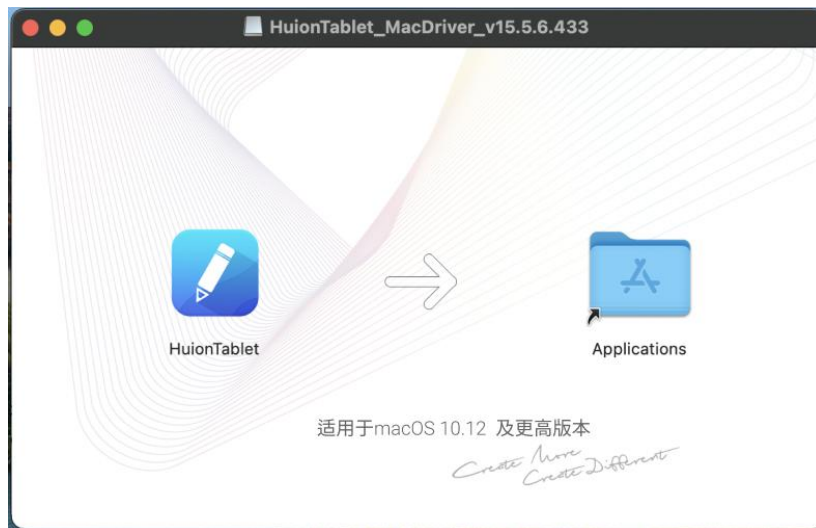 HuionTablet_MacDriver_v15.5.6.433
HuionTablet
Applications
适用于macOS 10.12 及更高版本
Create More
Create Different